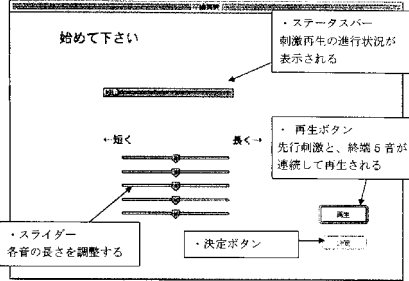 始めて下さい
・ステータスバー
刺激再生の進行状況が
表示される
←短く
長く→
・ 再生ボタン
先行刺激と、終端５音が
連続して再生される
再生
・スライダー
各音の長さを調整する
・決定ボタン